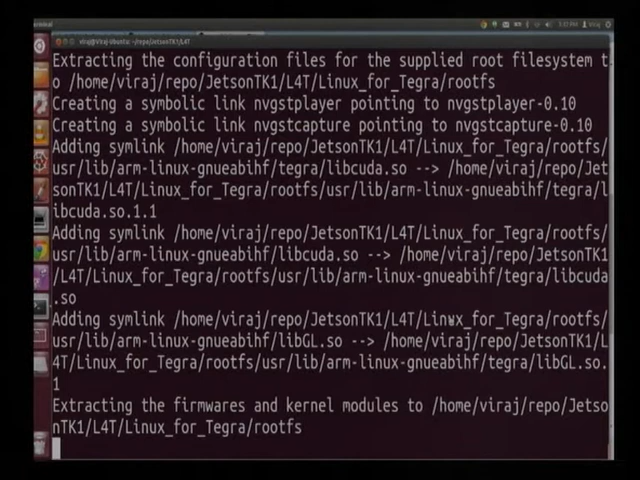 viraj@Viraj-Ubuntu: ~/repo/JetsonTK1/L4T
Extracting the configuration files for the supplied root filesystem t
o /home/viraj/repo/JetsonTK1/L4T/Linux_for_Tegra/rootfs
Creating a symbolic link nvgstplayer pointing to nvgstplayer-0.10
Creating a symbolic link nvgstcapture pointing to nvgstcapture-0.10
Adding symlink /home/viraj/repo/JetsonTK1/L4T/Linux_for_Tegra/rootfs/
usr/lib/arm-linux-gnueabihf/tegra/libcuda.so --> /home/viraj/repo/Jet
sonTK1/L4T/Linux_for_Tegra/rootfs/usr/lib/arm-linux-gnueabihf/tegra/l
ibcuda.so.1.1
Adding symlink /home/viraj/repo/JetsonTK1/L4T/Linux_for_Tegra/rootfs/
usr/lib/arm-linux-gnueabihf/libcuda.so --> /home/viraj/repo/JetsonTK1
/L4T/Linux_for_Tegra/rootfs/usr/lib/arm-linux-gnueabihf/tegra/libcuda
.so
Adding symlink /home/viraj/repo/JetsonTK1/L4T/Linux_for_Tegra/rootfs/
usr/lib/arm-linux-gnueabihf/libGL.so --> /home/viraj/repo/JetsonTK1/L
4T/Linux_for_Tegra/rootfs/usr/lib/arm-linux-gnueabihf/tegra/libGL.so.
1
Extracting the firmwares and kernel modules to /home/viraj/repo/Jetso
nTK1/L4T/Linux_for_Tegra/rootfs